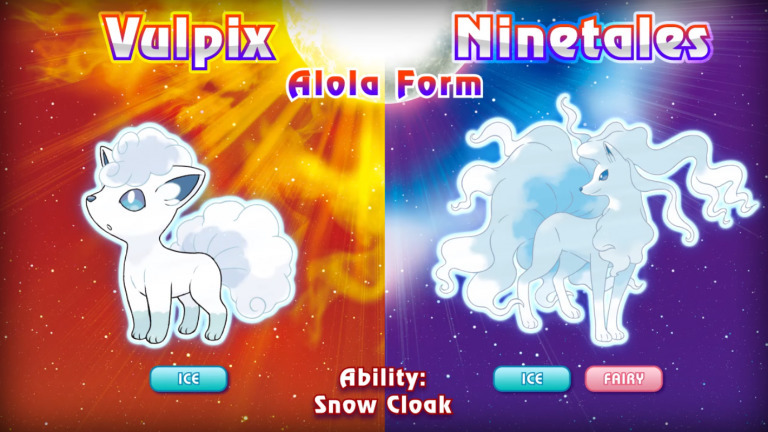 Vulpix
Ninetales
Alola Form
ICE
Ability:
Snow Cloak
ICE
FAIRY